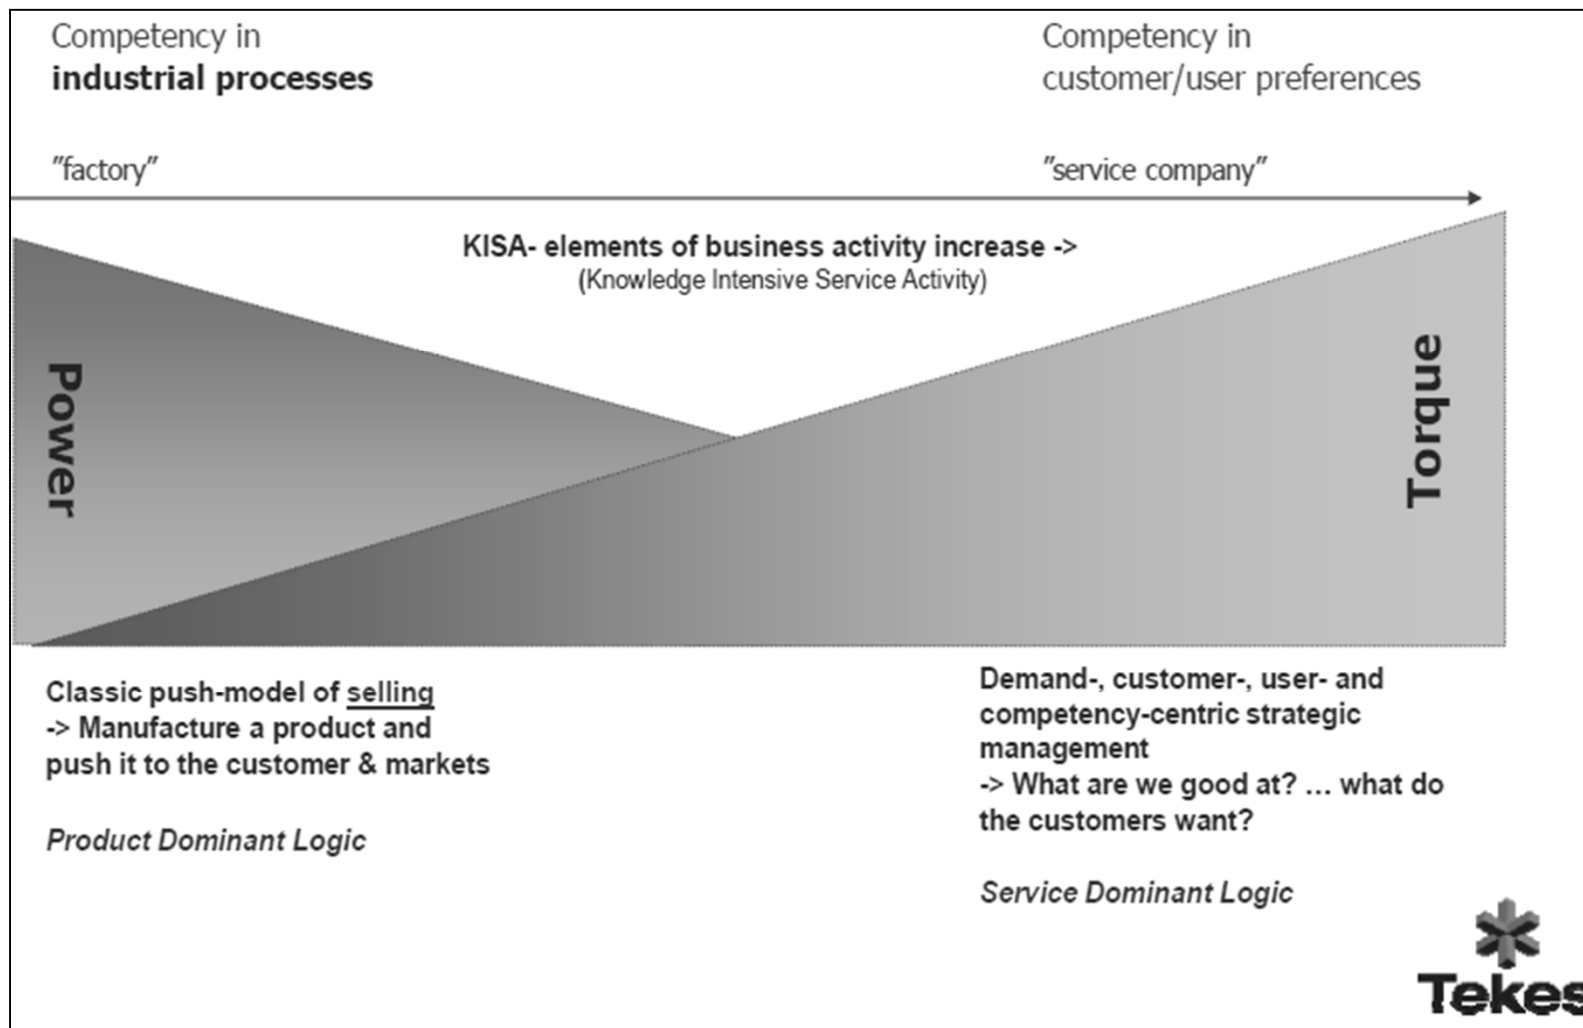 Competency in
industrial processes
"factory"
Competency in
customer/user preferences
"service company"
KISA- elements of business activity increase ->
(Knowledge Intensive Service Activity)
Power
Torque
Classic push-model of selling
-> Manufacture a product and
push it to the customer & markets
Product Dominant Logic
Demand-, customer-, user- and
competency-centric strategic
management
-> What are we good at? ... what do
the customers want?
Service Dominant Logic
Tekes